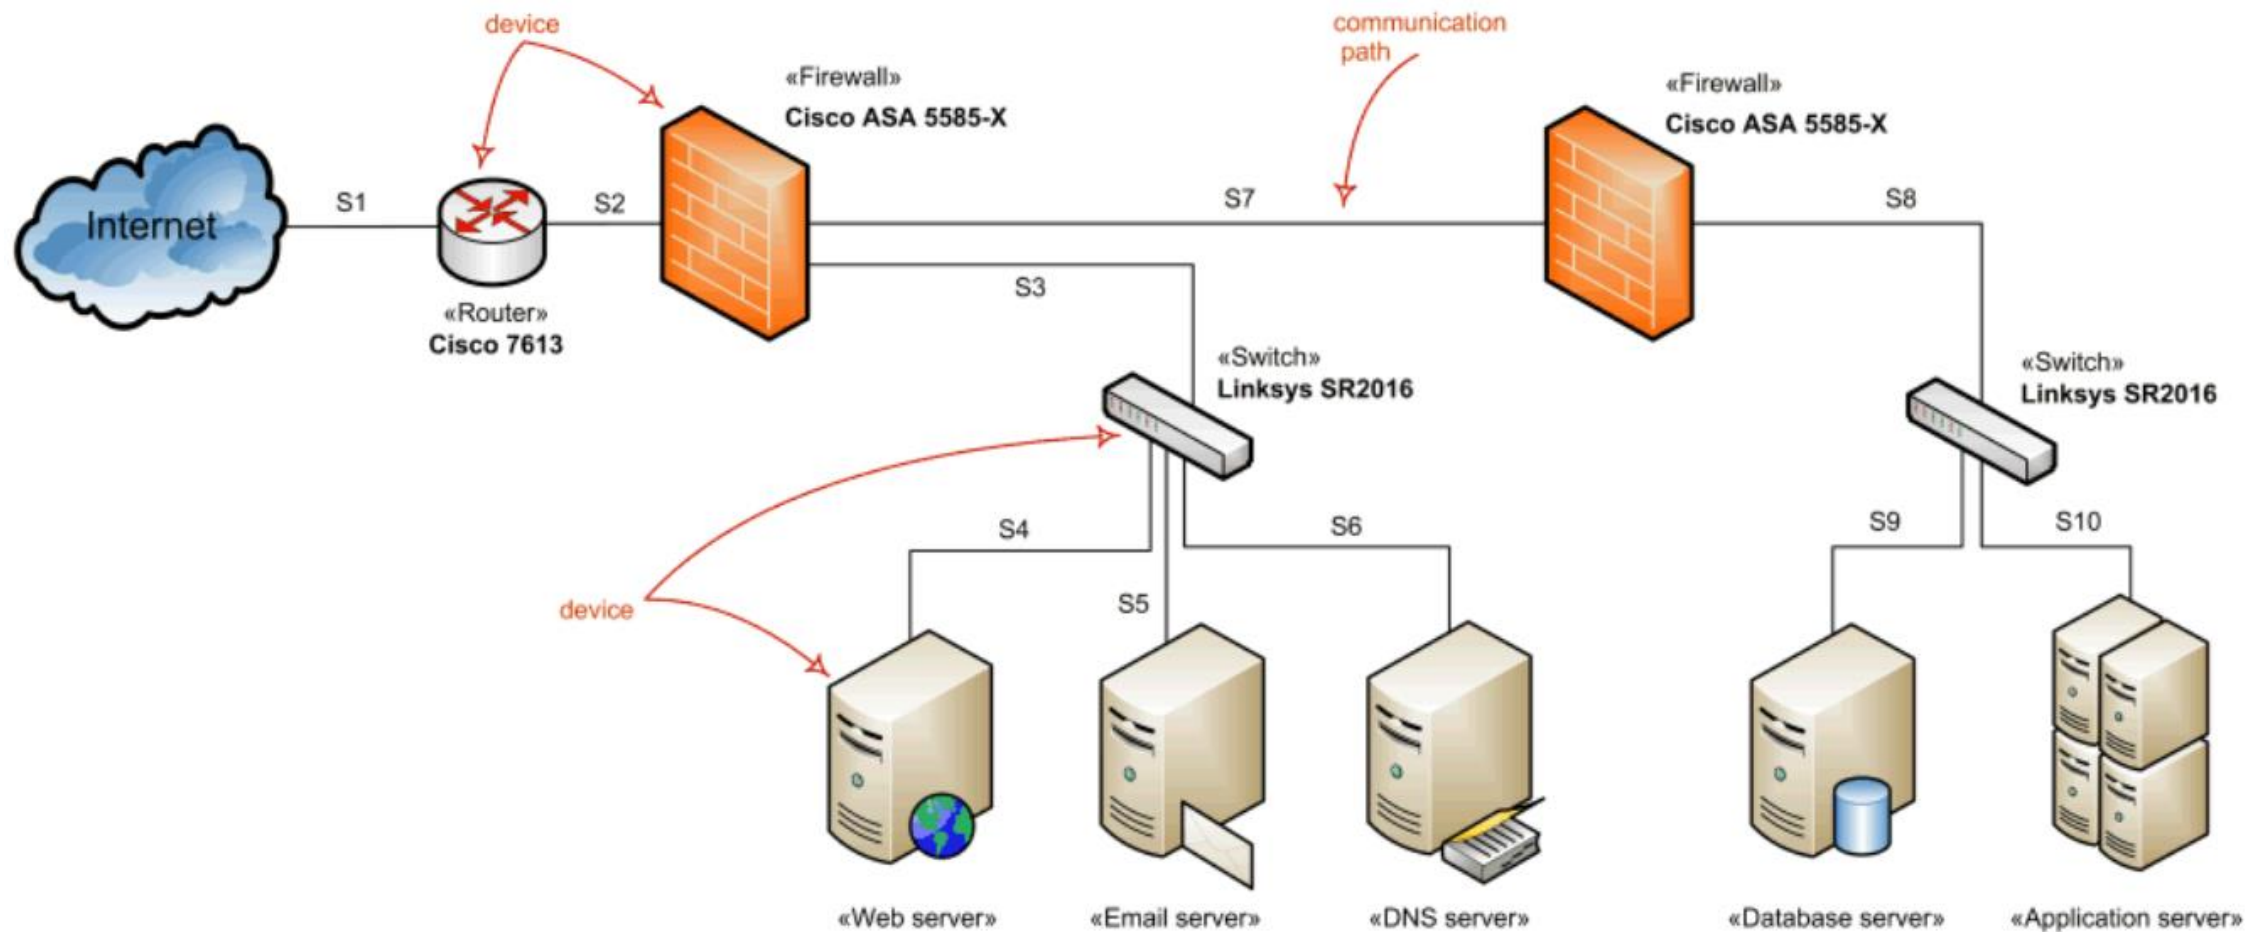 device
communication
path
«Firewall»
Cisco ASA 5585-X
«Firewall»
Cisco ASA 5585-X
Internet
S1
S2
S7
S8
S3
«Router»
Cisco 7613
«Switch»
Linksys SR2016
«Switch»
Linksys SR2016
S4
S6
S9
S10
S5
device
«Web server»
«Email server»
«DNS server»
«Database server»
«Application server»